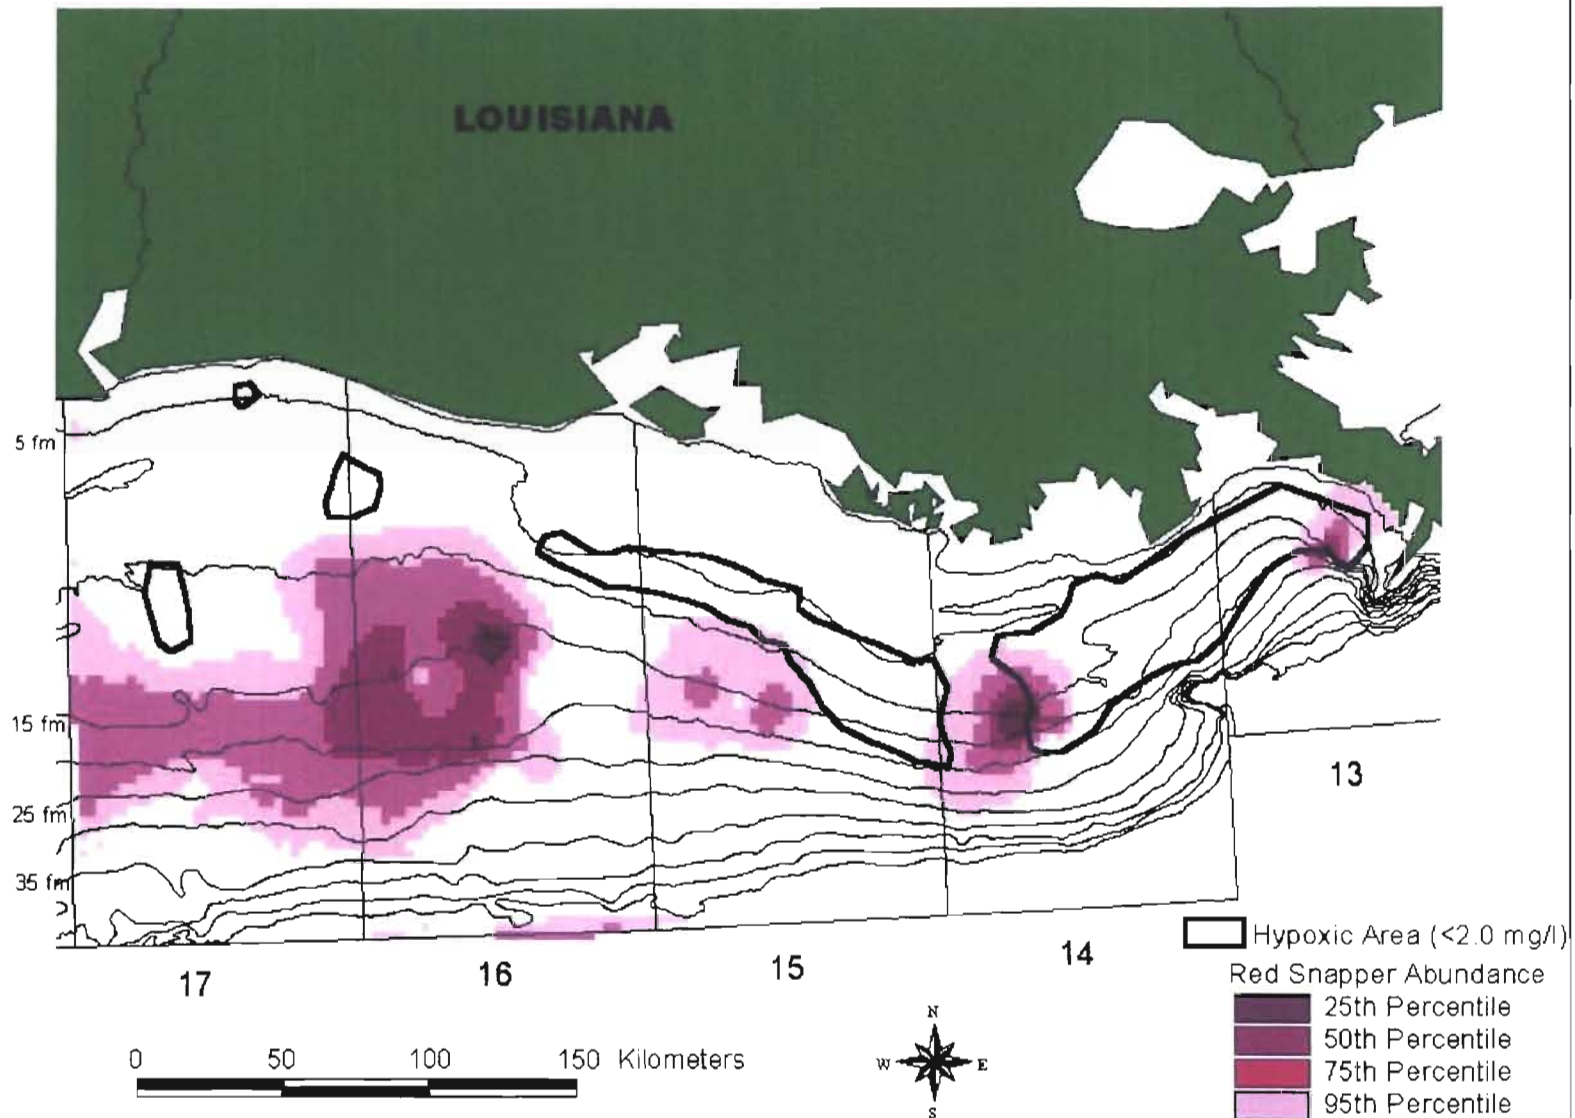 LOUISIANA
5 fm
15 fm
25 fm
35 fm
13
14
15
16
17
Hypoxic Area (<2.0 mg/l)
Red Snapper Abundance
25th Percentile
50th Percentile
75th Percentile
95th Percentile
0 50 100 150 Kilometers
N
W E
S